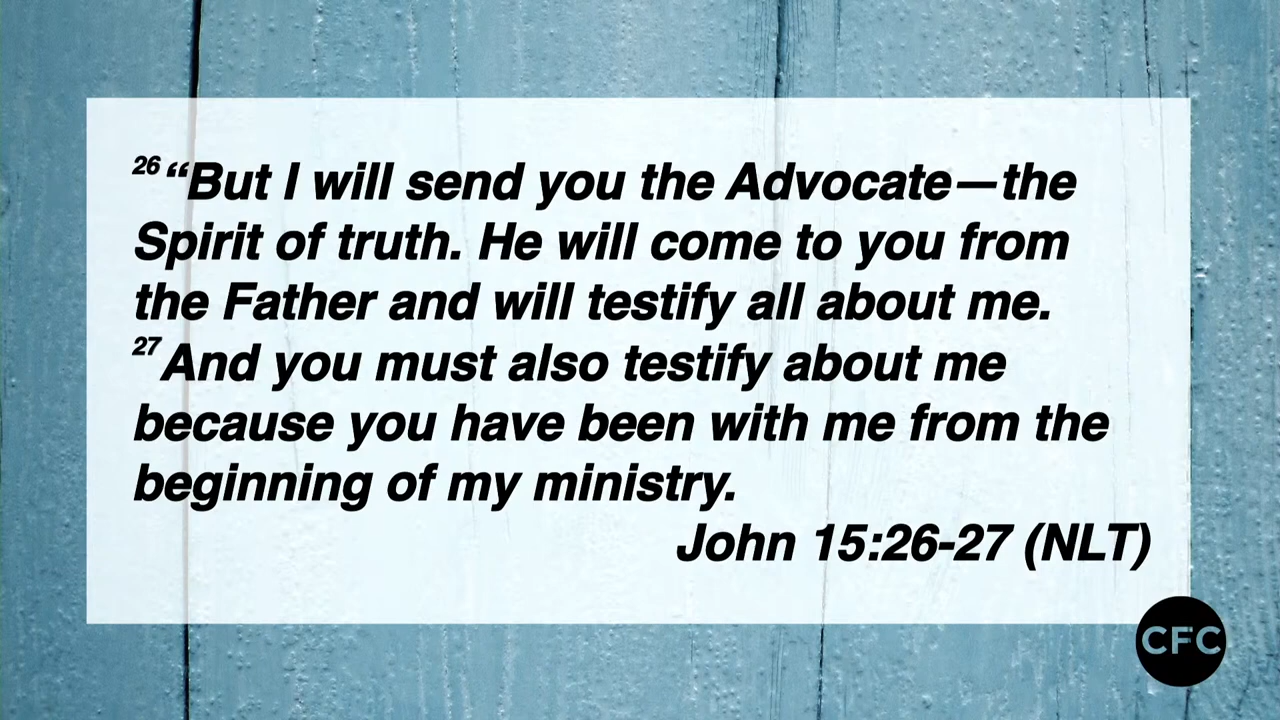 26 “But I will send you the Advocate—the
Spirit of truth. He will come to you from
the Father and will testify all about me.
27 And you must also testify about me
because you have been with me from the
beginning of my ministry.
John 15:26-27 (NLT)
CFC